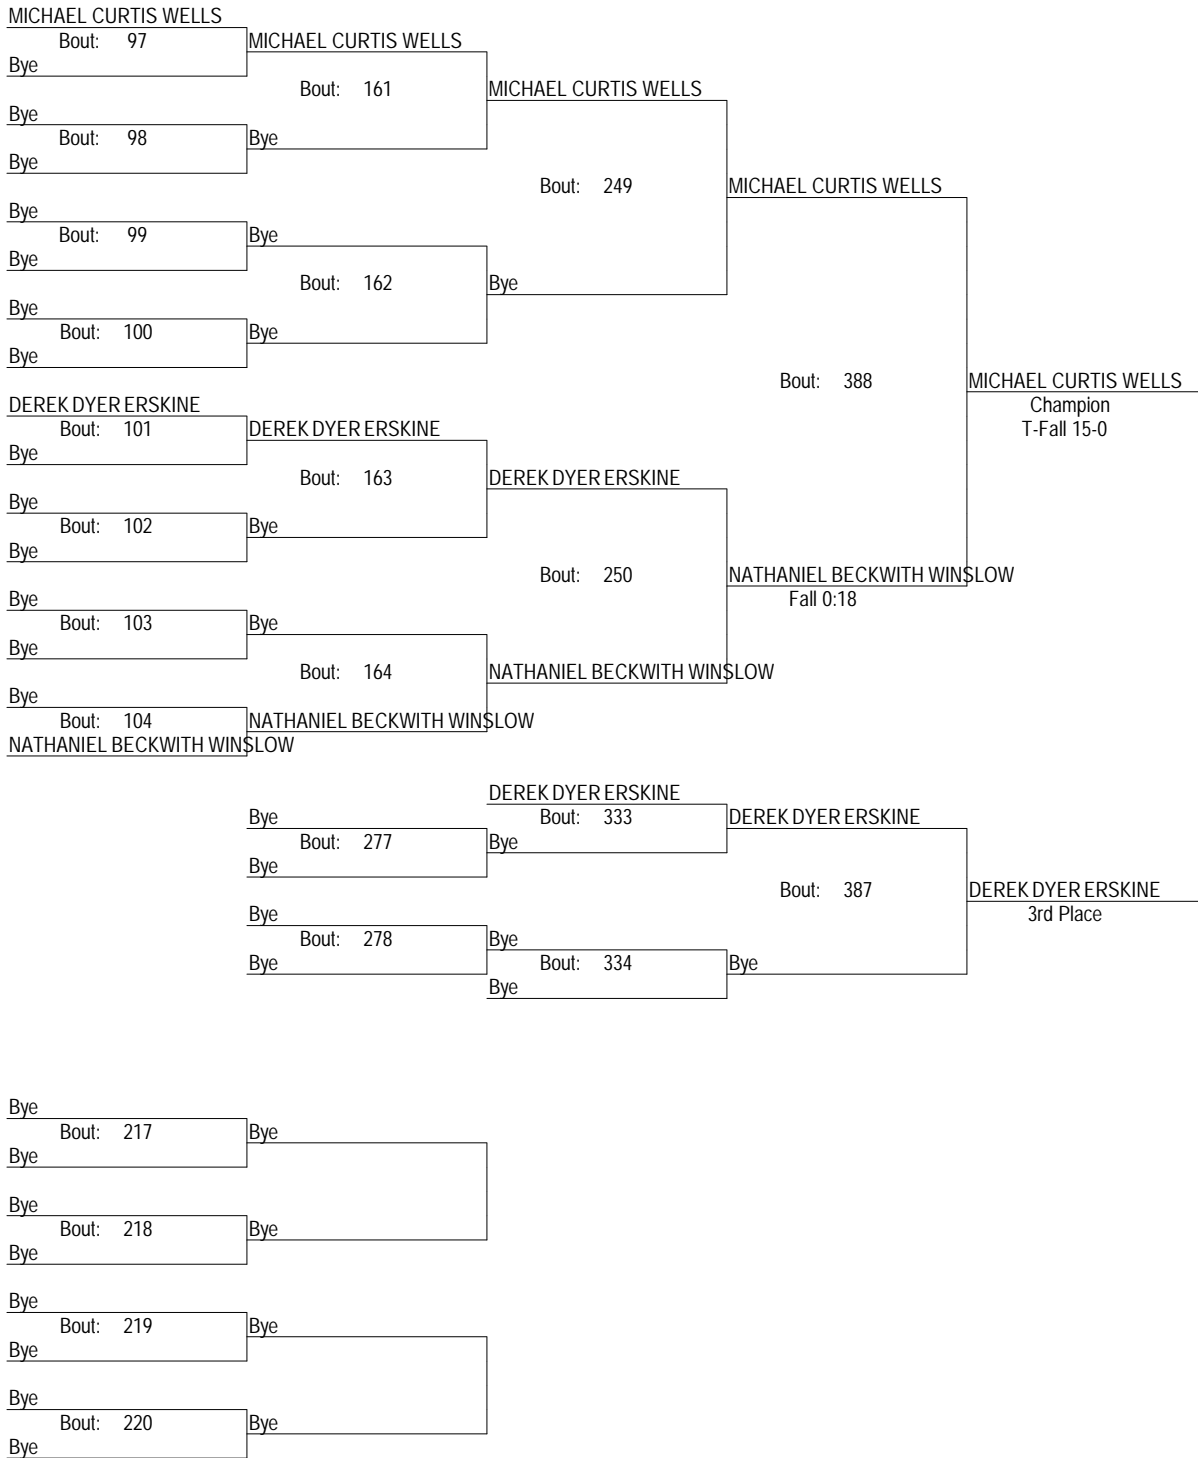 MICHAEL CURTIS WELLS
Bout: 97 MICHAEL CURTIS WELLS
Bye
Bout: 161 MICHAEL CURTIS WELLS
Bye
Bout: 98 Bye
Bye
Bout: 249 MICHAEL CURTIS WELLS
Bye
Bout: 99 Bye
Bye
Bout: 162 Bye
Bye
Bout: 100 Bye
Bye
Bout: 388 MICHAEL CURTIS WELLS
DEREK DYER ERSKINE Champion
Bout: 101 DEREK DYER ERSKINE T-Fall 15-0
Bye
Bout: 163 DEREK DYER ERSKINE
Bye
Bout: 102 Bye
Bye
Bout: 250 NATHANIEL BECKWITH WINSLOW
Bye Fall 0:18
Bout: 103 Bye
Bye
Bout: 164 NATHANIEL BECKWITH WINSLOW
Bye
Bout: 104 NATHANIEL BECKWITH WINSLOW
NATHANIEL BECKWITH WINSLOW
DEREK DYER ERSKINE
Bye Bout: 333 DEREK DYER ERSKINE
Bout: 277 Bye
Bye
Bout: 387 DEREK DYER ERSKINE
Bye 3rd Place
Bout: 278 Bye
Bye Bout: 334 Bye
Bye
Bye
Bout: 217 Bye
Bye
Bye
Bout: 218 Bye
Bye
Bye
Bout: 219 Bye
Bye
Bye
Bout: 220 Bye
Bye